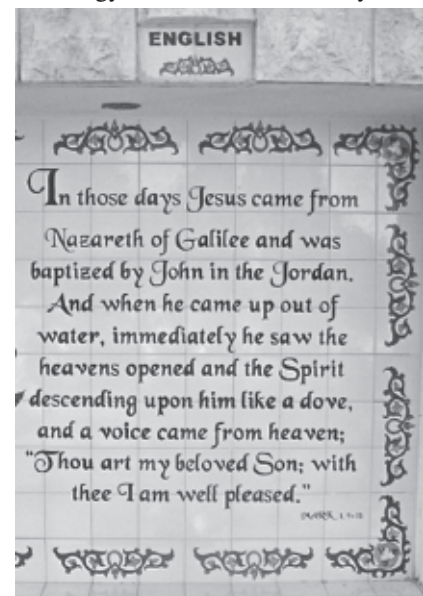 ENGLISH
In those days Jesus came from
Nazareth of Galilee and was
baptized by John in the Jordan.
And when he came up out of
water, immediately he saw the
heavens opened and the Spirit
descending upon him like a dove,
and a voice came from heaven;
"Thou art my beloved Son; with
thee I am well pleased."